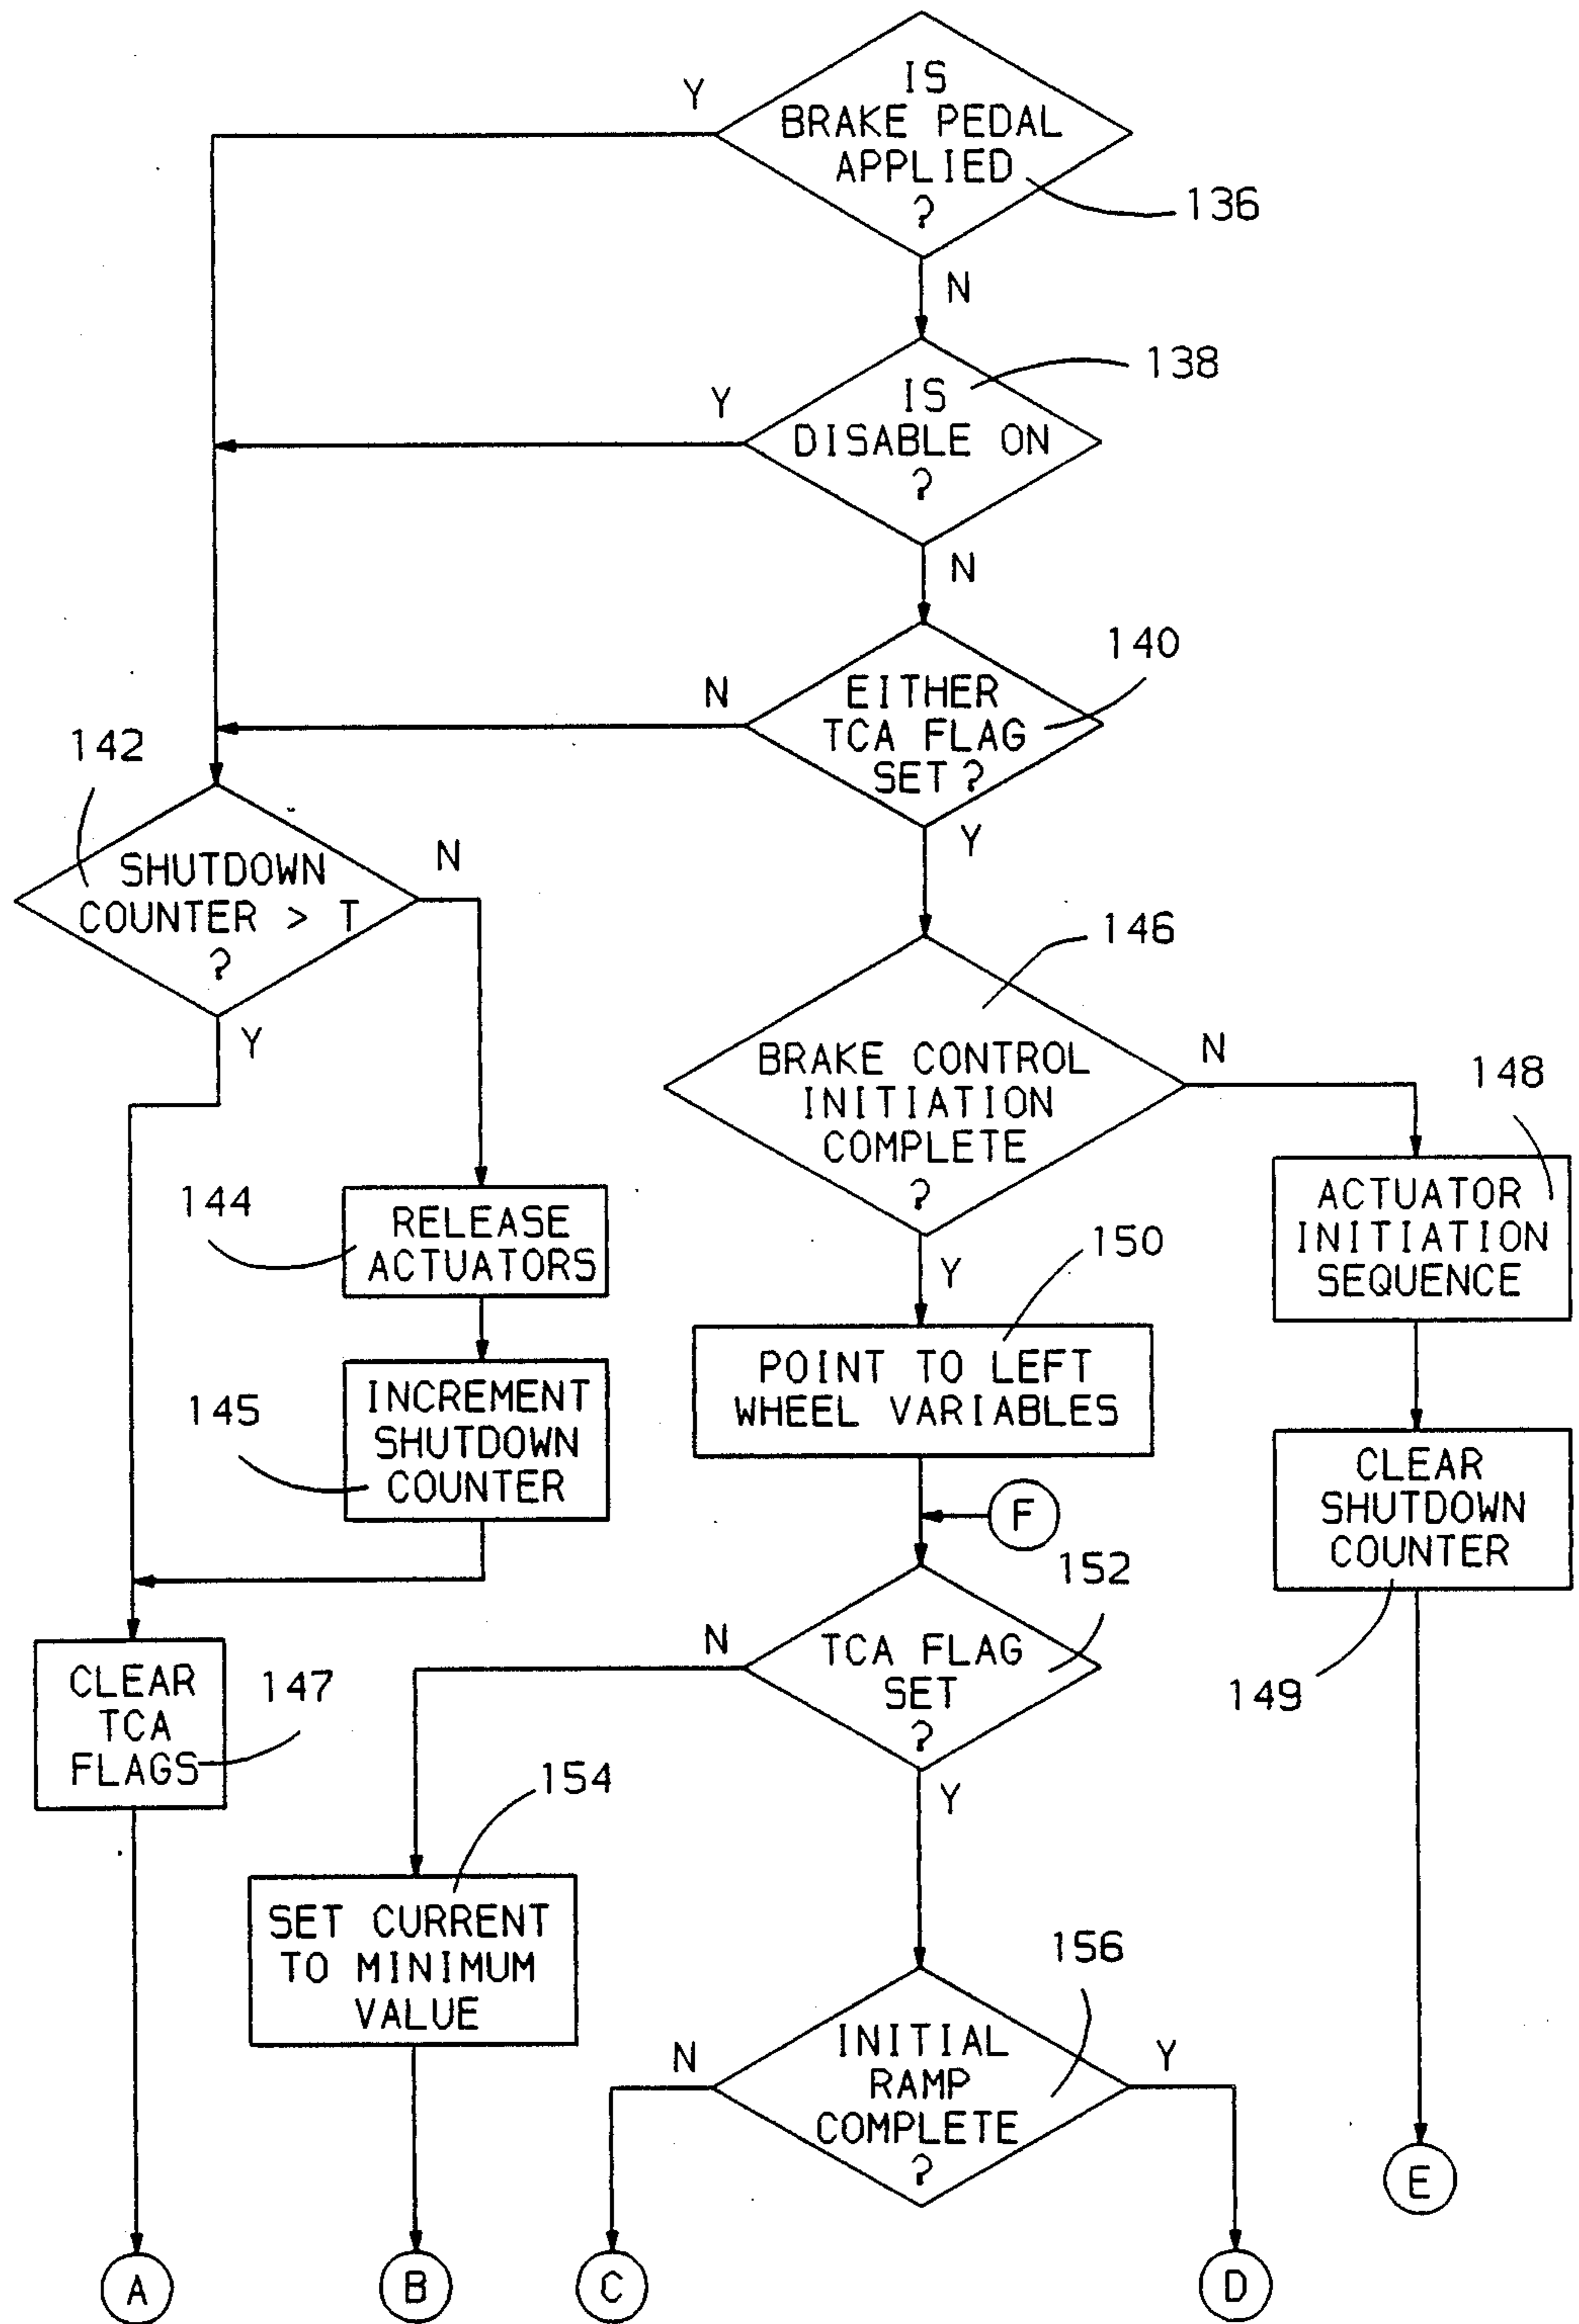 IS
BRAKE PEDAL
APPLIED
?
136
Y
N
IS
DISABLE ON
?
138
Y
N
EITHER
TCA FLAG
SET ?
140
N
Y
142
SHUTDOWN
COUNTER > T
?
N
Y
146
BRAKE CONTROL
INITIATION
COMPLETE
?
N
Y
148
ACTUATOR
INITIATION
SEQUENCE
144
RELEASE
ACTUATORS
150
POINT TO LEFT
WHEEL VARIABLES
145
INCREMENT
SHUTDOWN
COUNTER
CLEAR
SHUTDOWN
COUNTER
149
F
152
TCA FLAG
SET
?
N
Y
CLEAR
TCA
FLAGS
147
154
SET CURRENT
TO MINIMUM
VALUE
156
INITIAL
RAMP
COMPLETE
?
N
Y
E
A
B
C
D